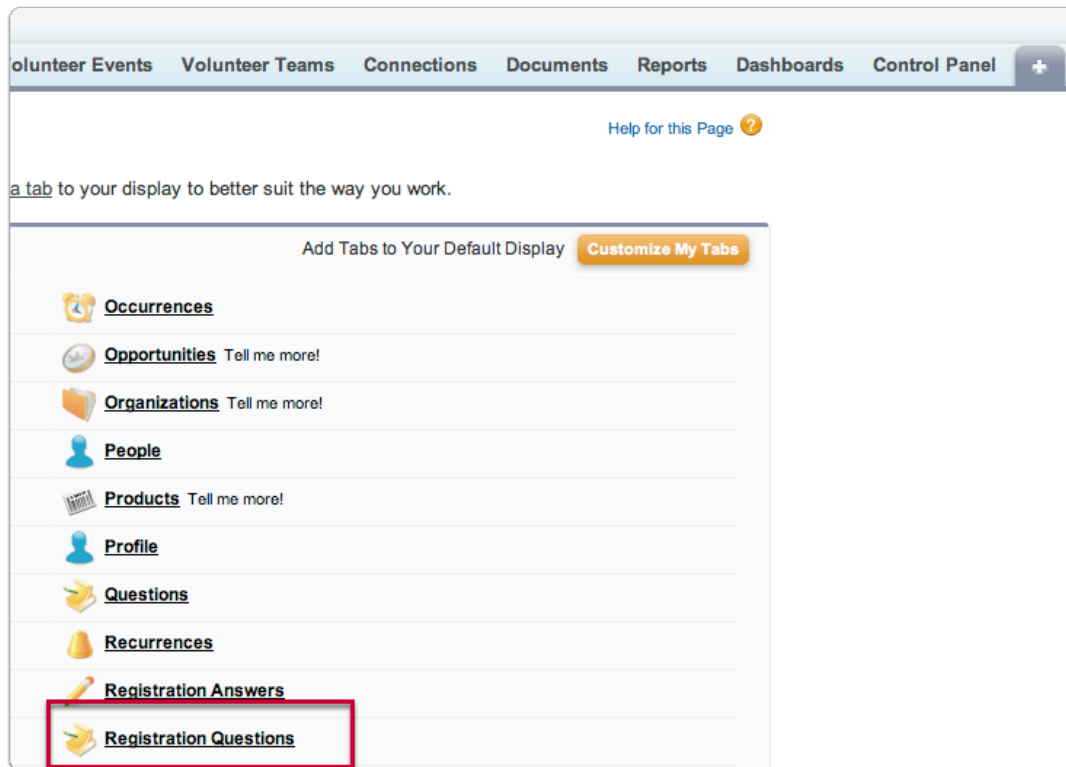 olunteer Events Volunteer Teams Connections Documents Reports Dashboards Control Panel +
Help for this Page ?
a tab to your display to better suit the way you work.
Add Tabs to Your Default Display Customize My Tabs
Occurrences
Opportunities Tell me more!
Organizations Tell me more!
People
Products Tell me more!
Profile
Questions
Recurrences
Registration Answers
Registration Questions